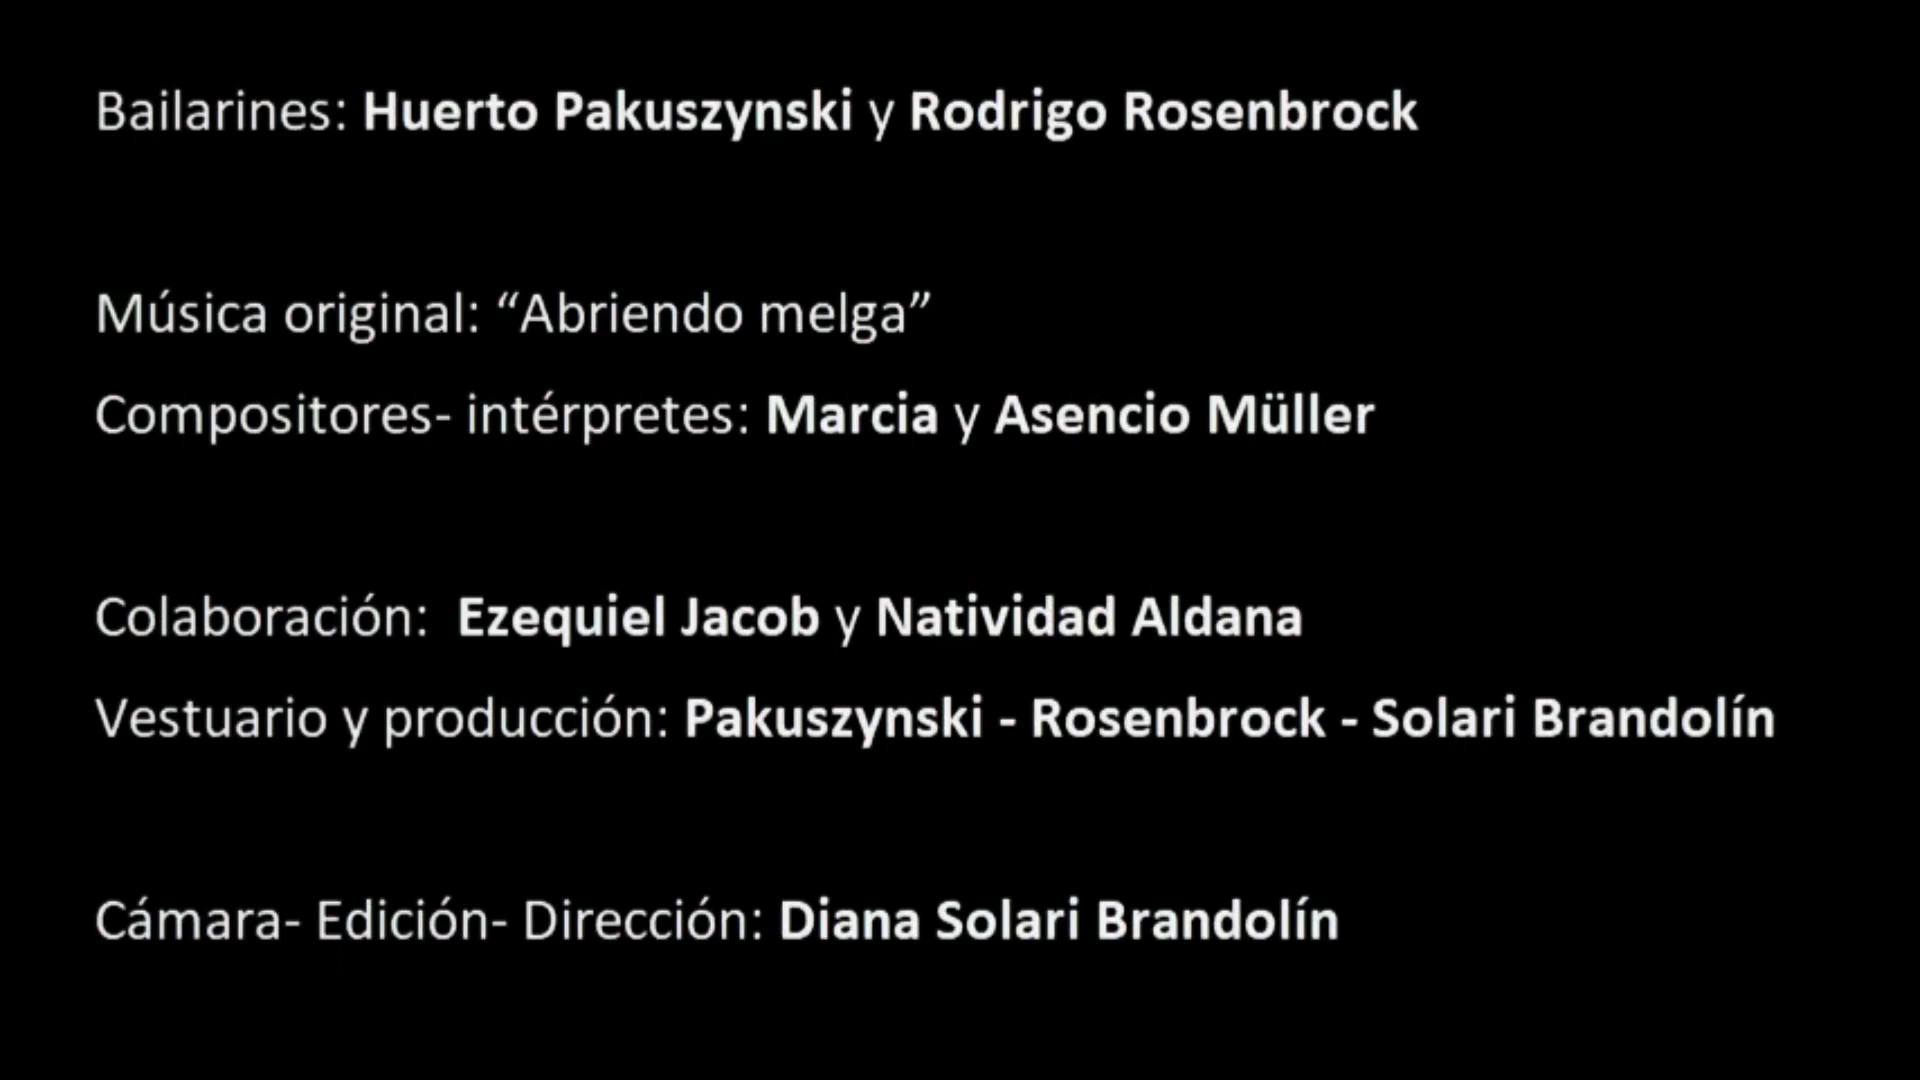 Bailarines: Huerto Pakuszynski y Rodrigo Rosenbrock
Música original: “Abriendo melga”
Compositores- intérpretes: Marcia y Asencio Müller
Colaboración:  Ezequiel Jacob y Natividad Aldana
Vestuario y producción: Pakuszynski - Rosenbrock - Solari Brandolín
Cámara- Edición- Dirección: Diana Solari Brandolín